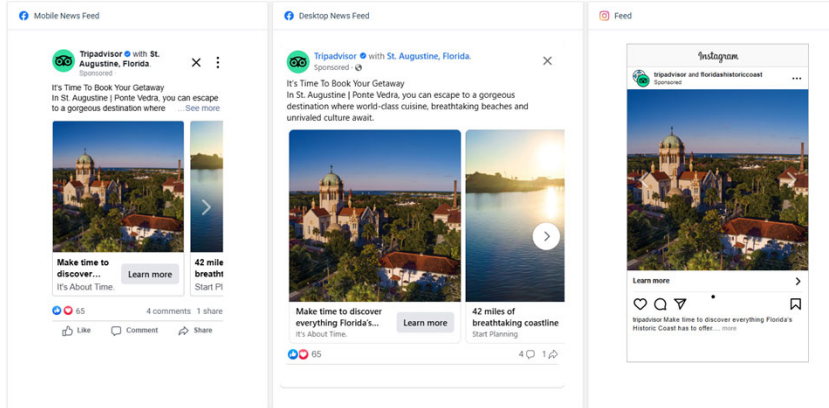 Mobile News Feed
Tripadvisor with St.
Augustine, Florida.
Sponsored ·
It's Time To Book Your Getaway
In St. Augustine | Ponte Vedra, you can escape
to a gorgeous destination where ... See more
Make time to
discover...
It's About Time.
Learn more
42 mile
breatht
Start Pl
65
4 comments 1 share
Like Comment Share
Desktop News Feed
Tripadvisor with St. Augustine, Florida.
Sponsored ·
It's Time To Book Your Getaway
In St. Augustine | Ponte Vedra, you can escape to a gorgeous
destination where world-class cuisine, breathtaking beaches and
unrivaled culture await.
Make time to discover
everything Florida's...
It's About Time.
Learn more
42 miles of
breathtaking coastline
Start Planning
65
4 1
Feed
Instagram
tripadvisor and floridashistoriccoast
Sponsored
Learn more
tripadvisor Make time to discover everything Florida's
Historic Coast has to offer.... more